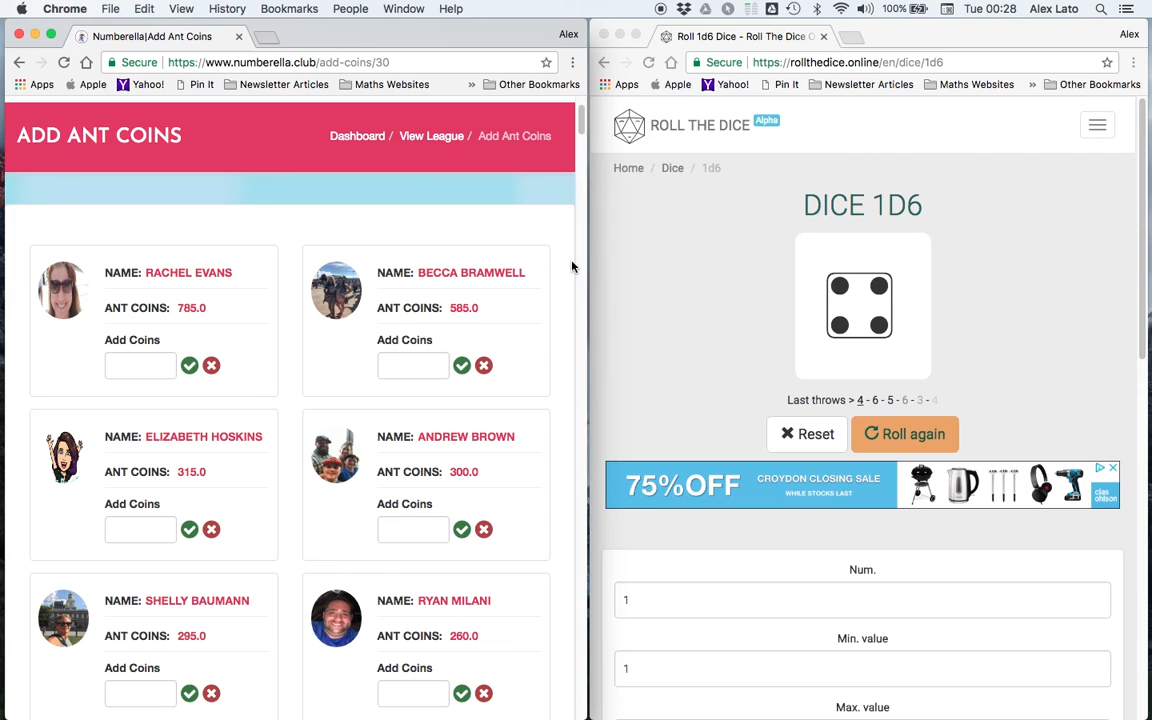 Chrome File Edit View History Bookmarks People Window Help 100% Tue 00:28 Alex Lato
Numberella|Add Ant Coins Alex
Secure https://www.numberella.club/add-coins/30
Apps Apple Yahoo! Pin It Newsletter Articles Maths Websites » Other Bookmarks
ADD ANT COINS
Dashboard / View League / Add Ant Coins
NAME: RACHEL EVANS
ANT COINS: 785.0
Add Coins
NAME: BECCA BRAMWELL
ANT COINS: 585.0
Add Coins
NAME: ELIZABETH HOSKINS
ANT COINS: 315.0
Add Coins
NAME: ANDREW BROWN
ANT COINS: 300.0
Add Coins
NAME: SHELLY BAUMANN
ANT COINS: 295.0
Add Coins
NAME: RYAN MILANI
ANT COINS: 260.0
Add Coins
Roll 1d6 Dice - Roll The Dice O Alex
Secure https://rollthedice.online/en/dice/1d6
Apps Apple Yahoo! Pin It Newsletter Articles Maths Websites » Other Bookmarks
ROLL THE DICE Alpha
Home / Dice / 1d6
DICE 1D6
Last throws > 4 - 6 - 5 - 6 - 3 - 4
Reset Roll again
75%OFF
CROYDON CLOSING SALE
WHILE STOCKS LAST
clas
ohlson
Num.
1
Min. value
1
Max. value